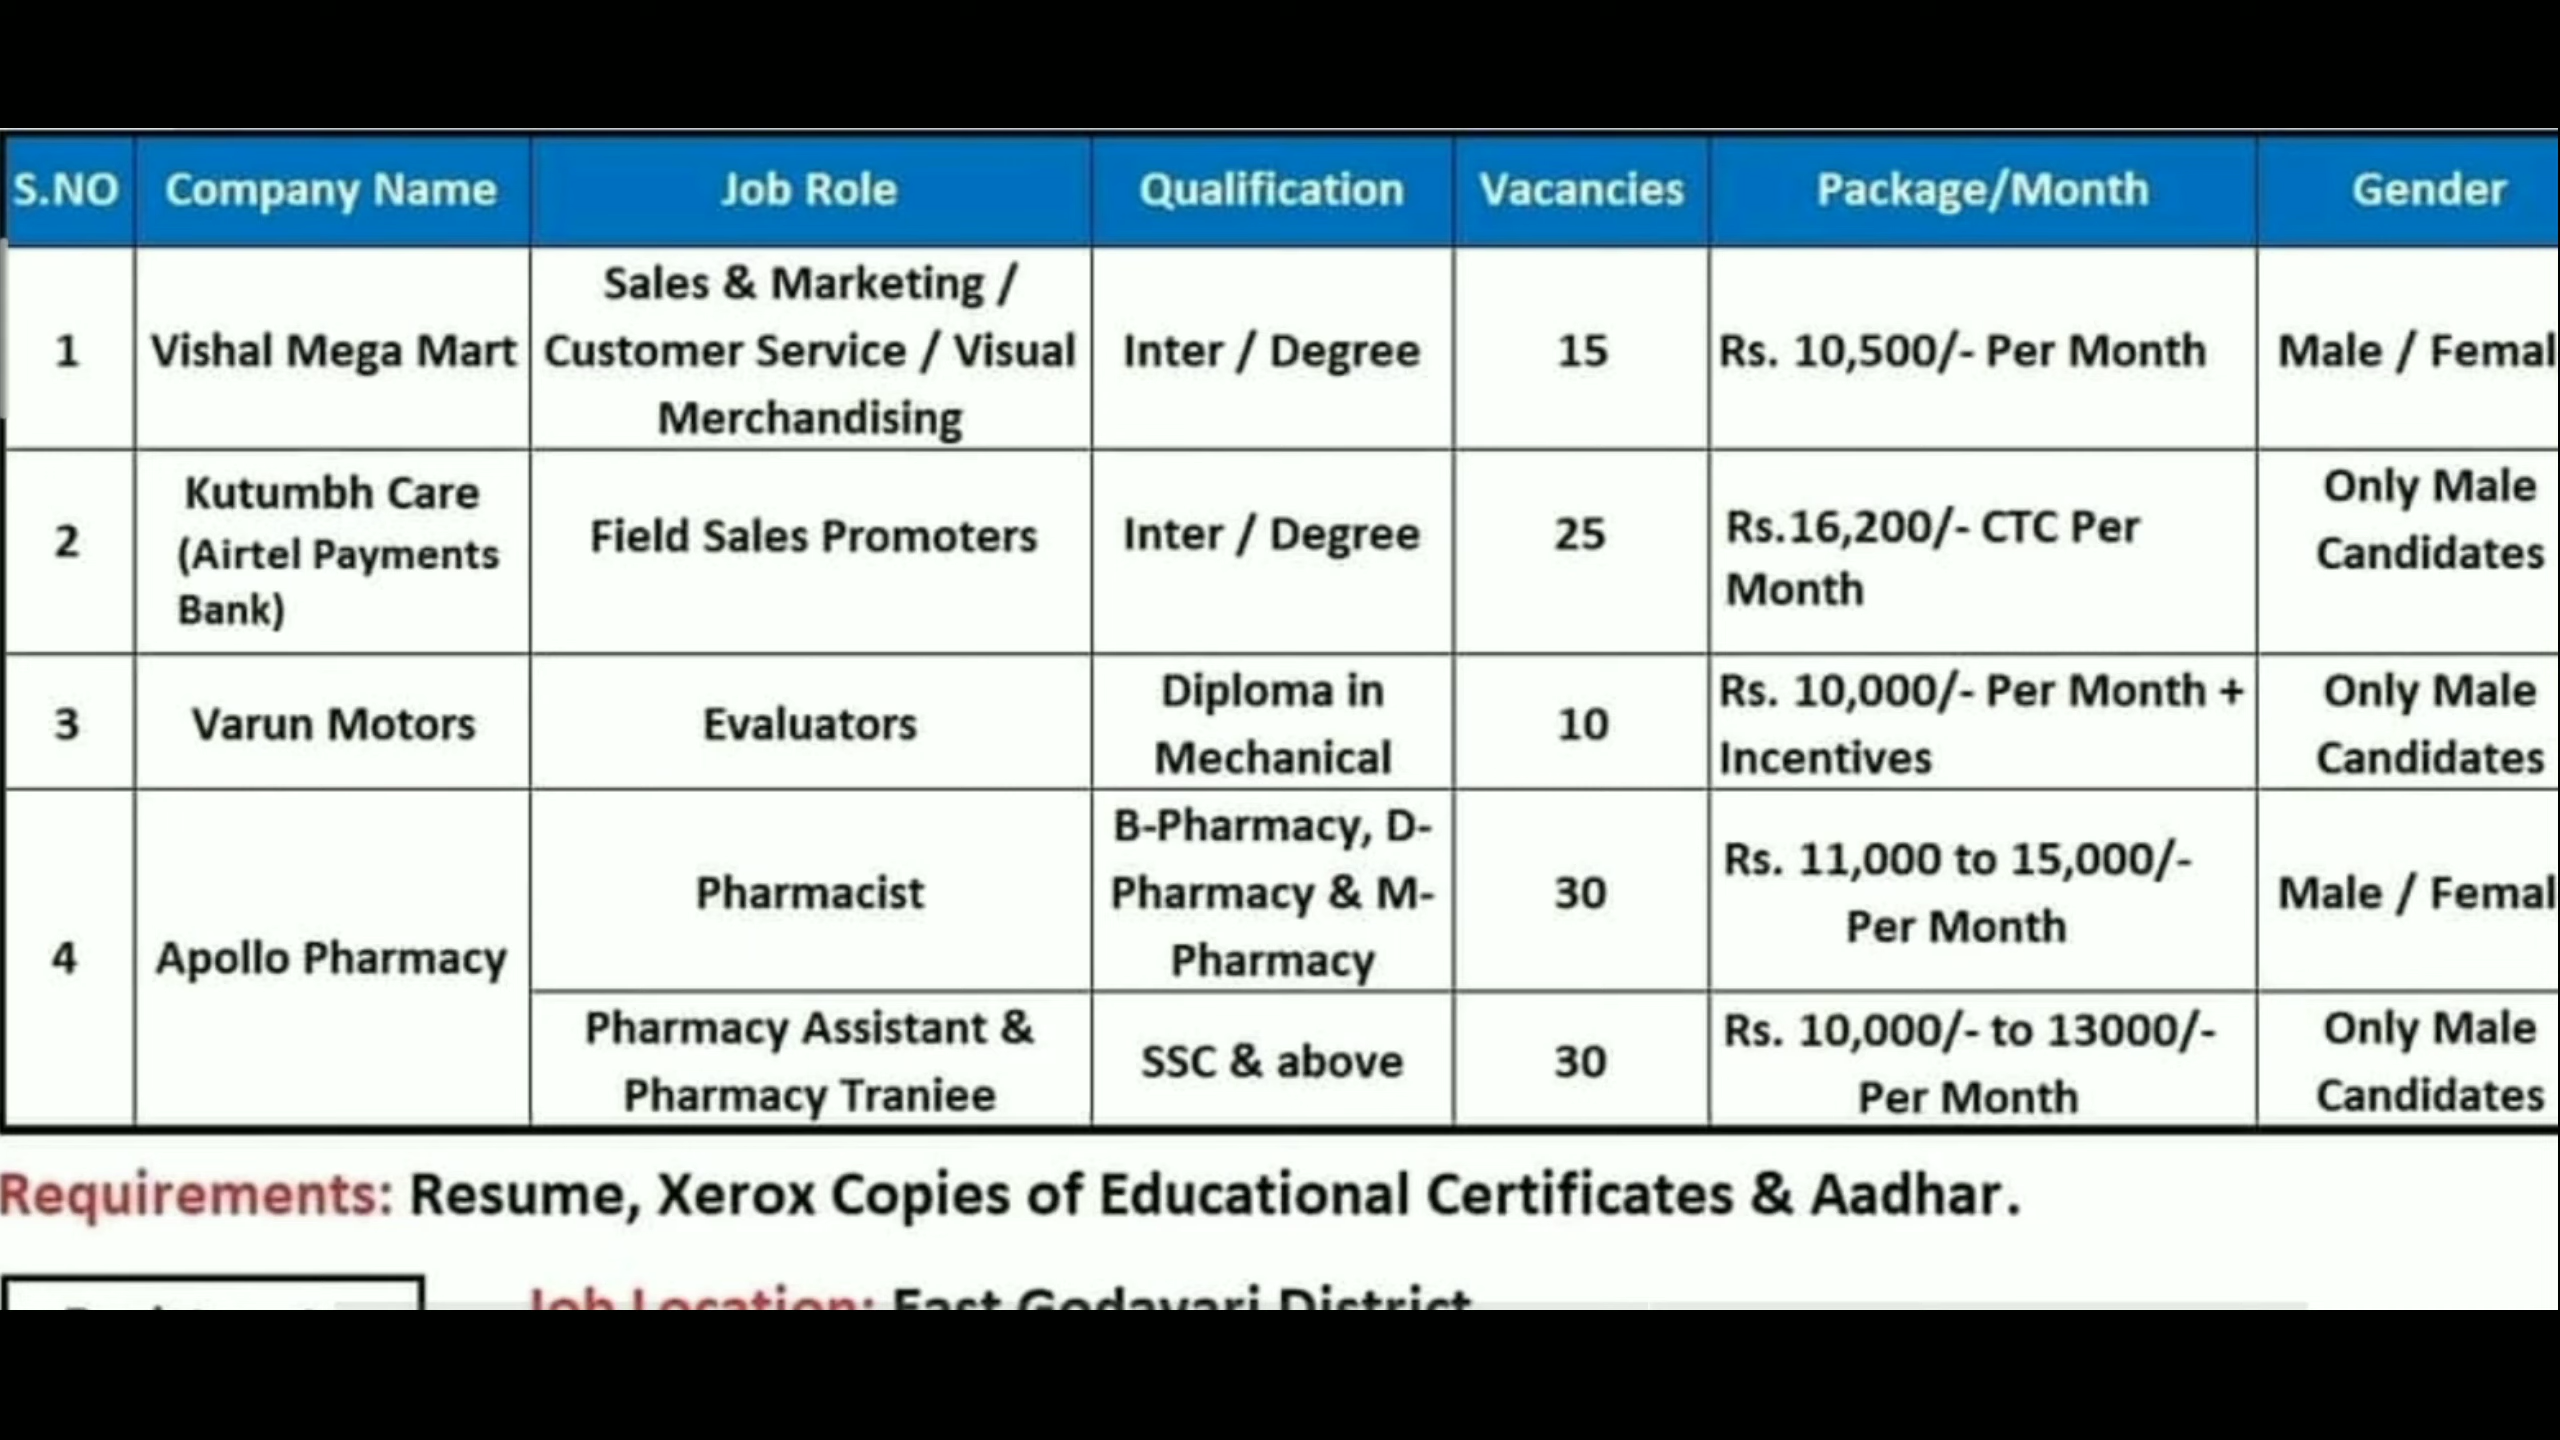 S.NO Company Name Job Role Qualification Vacancies Package/Month Gender
1 Vishal Mega Mart Sales & Marketing / Customer Service / Visual Merchandising Inter / Degree 15 Rs. 10,500/- Per Month Male / Femal
2 Kutumbh Care (Airtel Payments Bank) Field Sales Promoters Inter / Degree 25 Rs.16,200/- CTC Per Month Only Male Candidates
3 Varun Motors Evaluators Diploma in Mechanical 10 Rs. 10,000/- Per Month + Incentives Only Male Candidates
4 Apollo Pharmacy Pharmacist B-Pharmacy, D-Pharmacy & M-Pharmacy 30 Rs. 11,000 to 15,000/- Per Month Male / Femal
Pharmacy Assistant & Pharmacy Traniee SSC & above 30 Rs. 10,000/- to 13000/- Per Month Only Male Candidates
Requirements: Resume, Xerox Copies of Educational Certificates & Aadhar.
Job Location: East Godavari District